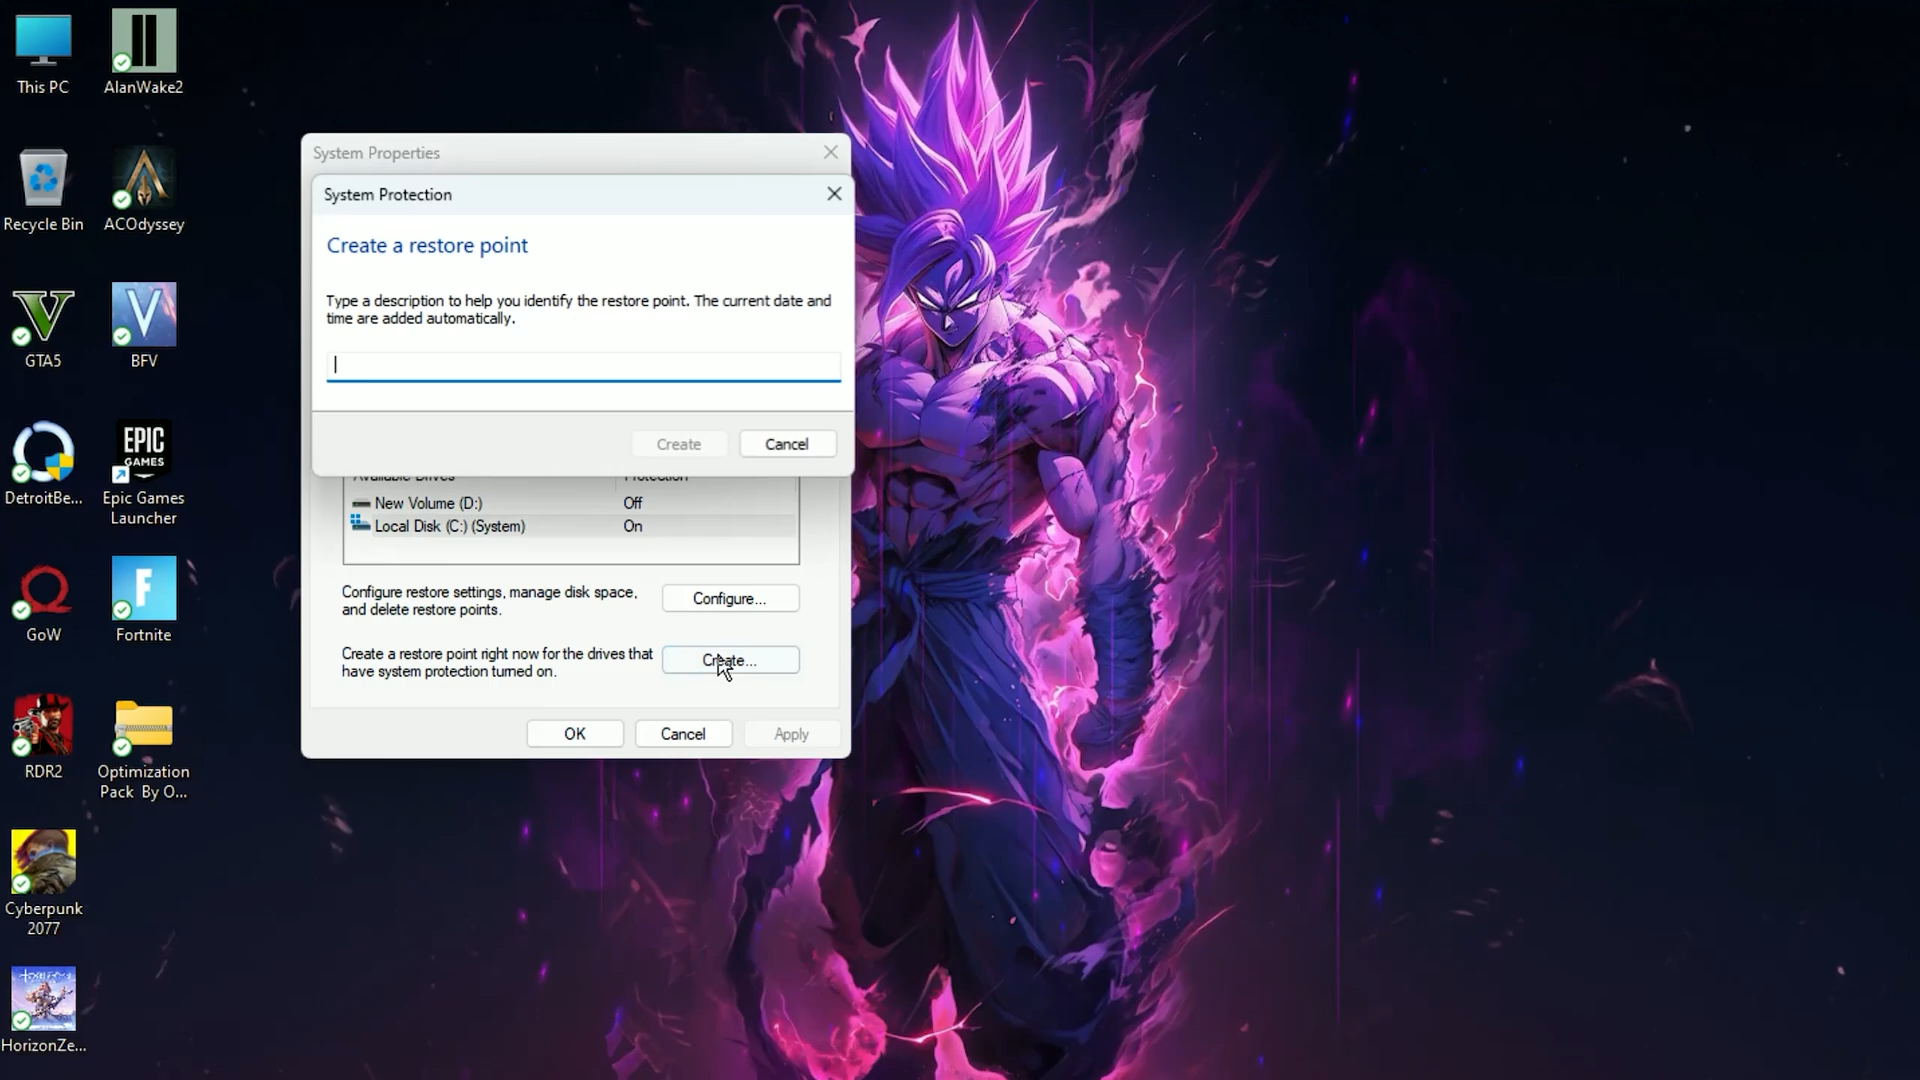 This PC
AlanWake2
Recycle Bin
ACOdyssey
GTA5
BFV
DetroitBe...
EPIC
GAMES
Epic Games
Launcher
GoW
Fortnite
RDR2
Optimization
Pack By O...
Cyberpunk
2077
HorizonZe...
System Properties
System Protection
Create a restore point
Type a description to help you identify the restore point. The current date and
time are added automatically.
Create
Cancel
Available Drives Protection
New Volume (D:) Off
Local Disk (C:) (System) On
Configure restore settings, manage disk space,
and delete restore points.
Configure...
Create a restore point right now for the drives that
have system protection turned on.
Create...
OK
Cancel
Apply